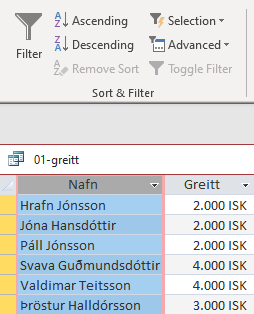 Filter
Ascending
Descending
Remove Sort
Selection
Advanced
Toggle Filter
Sort & Filter
01-greitt
Nafn Greitt
Hrafn Jónsson 2.000 ISK
Jóna Hansdóttir 2.000 ISK
Páll Jónsson 2.000 ISK
Svava Guðmundsdóttir 4.000 ISK
Valdimar Teitsson 4.000 ISK
Þröstur Halldórsson 3.000 ISK